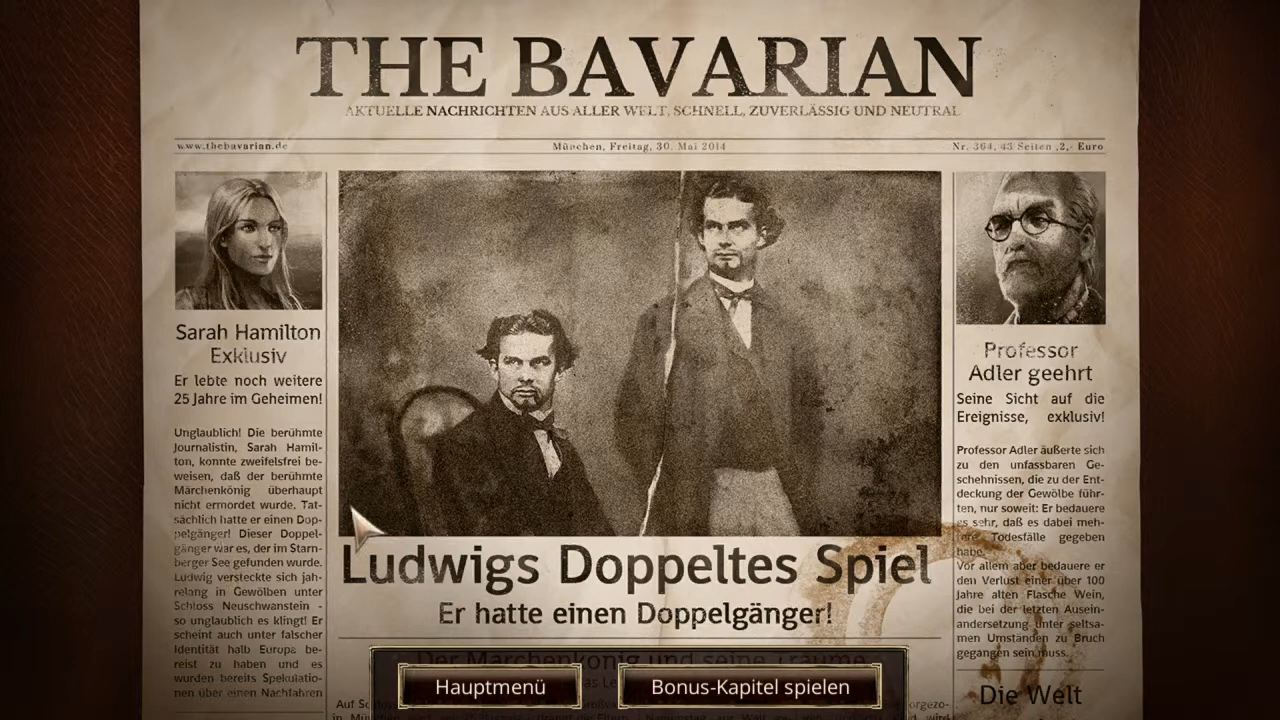 THE BAVARIAN
AKTUELLE NACHRICHTEN AUS ALLER WELT, SCHNELL, ZUVERLÄSSIG UND NEUTRAL
www.thebavarian.de
München, Freitag, 30. Mai 2014
Nr. 364, 43 Seiten ,2,- Euro
Sarah Hamilton
Exklusiv
Er lebte noch weitere
25 Jahre im Geheimen!
Unglaublich! Die berühmte
Journalistin, Sarah Hamil-
ton, konnte zweifelsfrei be-
weisen, daß der berühmte
Märchenkönig überhaupt
nicht ermordet wurde. Tat-
sächlich hatte er einen Dop-
pelgänger! Dieser Doppel-
gänger war es, der im Starn-
berger See gefunden wurde.
Ludwig versteckte sich jah-
relang in Gewölben unter
Schloss Neuschwanstein -
so unglaublich es klingt! Er
scheint auch unter falscher
Identität halb Europa be-
reist zu haben und es
wurden bereits Spekulatio-
nen über einen Nachfahren
Ludwigs Doppeltes Spiel
Er hatte einen Doppelgänger!
Der Märchenkönig und seine Träume
Hauptmenü
Bonus-Kapitel spielen
Professor
Adler geehrt
Seine Sicht auf die
Ereignisse, exklusiv!
Professor Adler äußerte sich
zu den unfassbaren Ge-
schehnissen, die zu der Ent-
deckung der Gewölbe führ-
ten, nur soweit: Er bedauere
es sehr, daß es dabei meh-
rere Todesfälle gegeben
habe.
Vor allem aber bedauere er
den Verlust einer über 100
Jahre alten Flasche Wein,
die bei der letzten Ausein-
andersetzung unter seltsa-
men Umständen zu Bruch
gegangen sein muss.
Die Welt